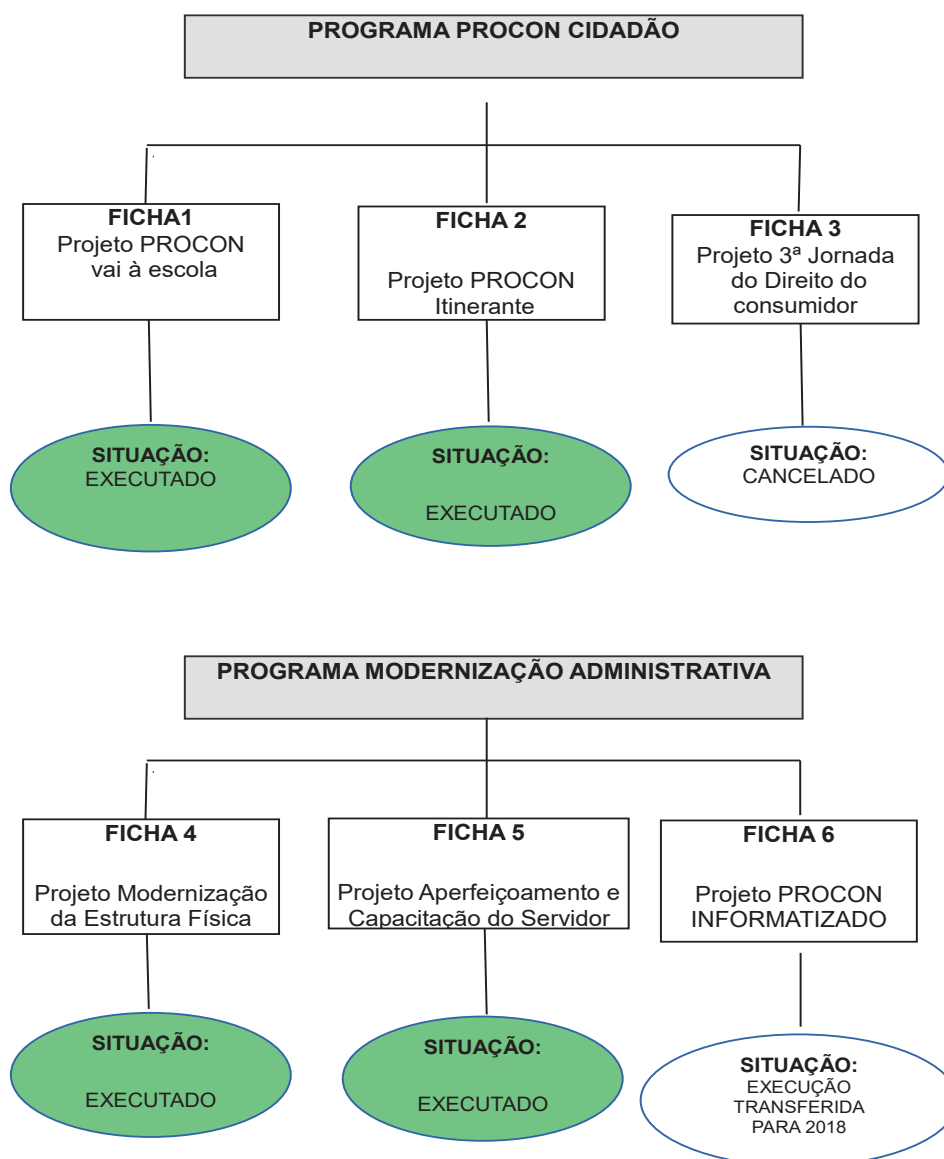 PROGRAMA PROCON CIDADÃO
FICHA1
Projeto PROCON
vai à escola
FICHA 2
Projeto PROCON
Itinerante
FICHA 3
Projeto 3ª Jornada
do Direito do
consumidor
SITUAÇÃO:
EXECUTADO
SITUAÇÃO:
EXECUTADO
SITUAÇÃO:
CANCELADO
PROGRAMA MODERNIZAÇÃO ADMINISTRATIVA
FICHA 4
Projeto Modernização
da Estrutura Física
FICHA 5
Projeto Aperfeiçoamento e
Capacitação do Servidor
FICHA 6
Projeto PROCON
INFORMATIZADO
SITUAÇÃO:
EXECUTADO
SITUAÇÃO:
EXECUTADO
SITUAÇÃO:
EXECUÇÃO
TRANSFERIDA
PARA 2018